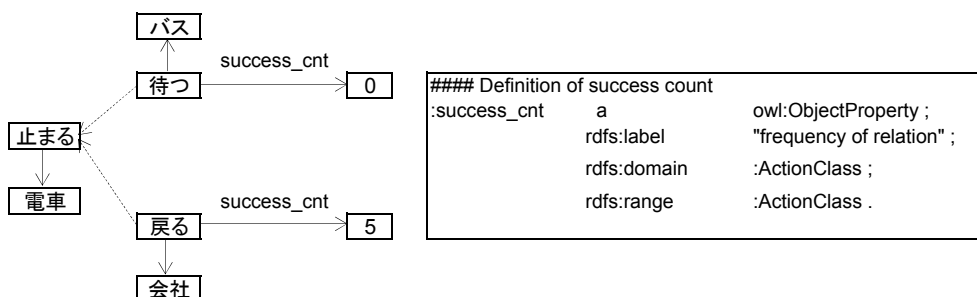 バス
success_cnt
待つ
0
止まる
電車
success_cnt
戻る
5
会社
#### Definition of success count
:success_cnt a owl:ObjectProperty ;
rdfs:label "frequency of relation" ;
rdfs:domain :ActionClass ;
rdfs:range :ActionClass .